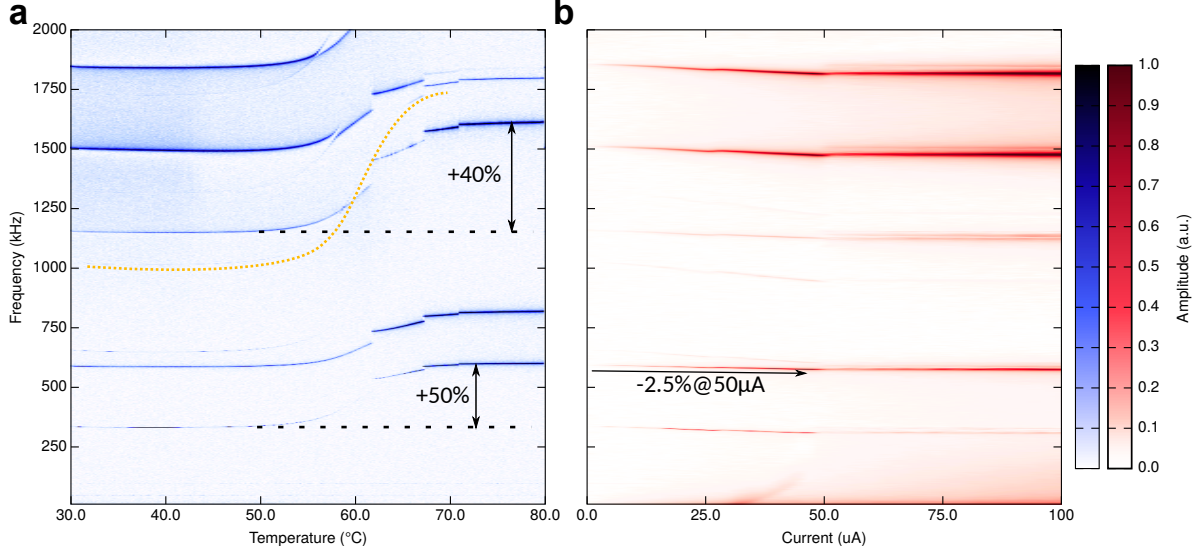 a
b
2000
1750
1500
1250
1000
750
500
250
Frequency (kHz)
+40%
+50%
30.0 40.0 50.0 60.0 70.0 80.0
Temperature (°C)
-2.5%@50μA
0.0 25.0 50.0 75.0 100.0
Current (uA)
1.0
0.9
0.8
0.7
0.6
0.5
0.4
0.3
0.2
0.1
0.0
Amplitude (a.u.)